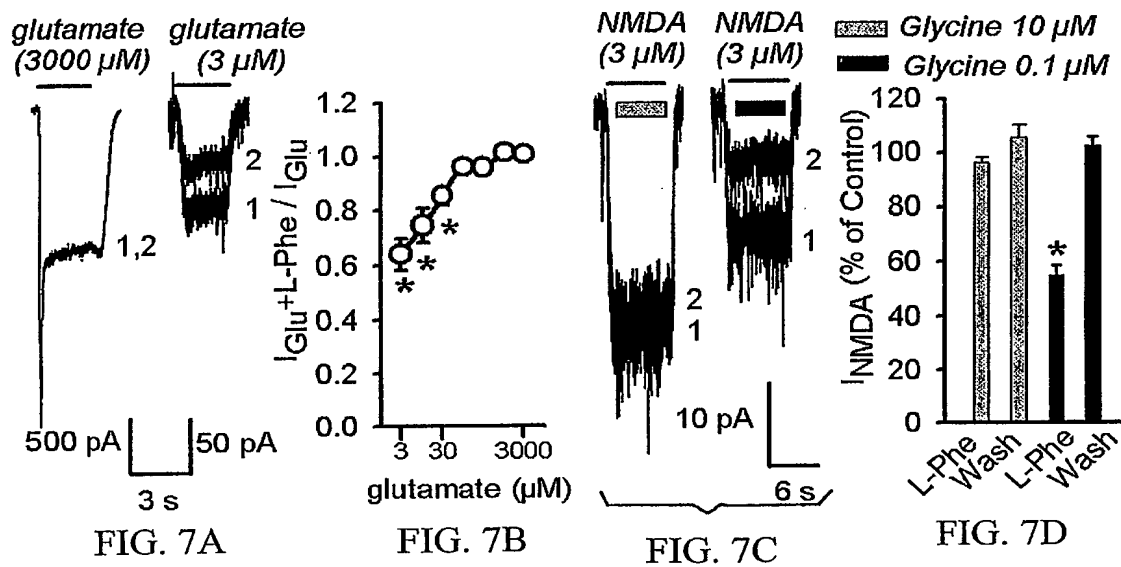 glutamate
(3000 µM)
glutamate
(3 µM)
1,2
2
1
500 pA
50 pA
3 s
FIG. 7A
I Glu+L-Phe / I Glu
1.2
1.0
0.8
0.6
0.4
0.2
0.0
*
*
*
3
30
3000
glutamate (µM)
FIG. 7B
NMDA
(3 µM)
NMDA
(3 µM)
2
1
2
1
10 pA
6 s
FIG. 7C
Glycine 10 µM
Glycine 0.1 µM
I NMDA (% of Control)
120
100
80
60
40
20
0
*
L-Phe
Wash
L-Phe
Wash
FIG. 7D